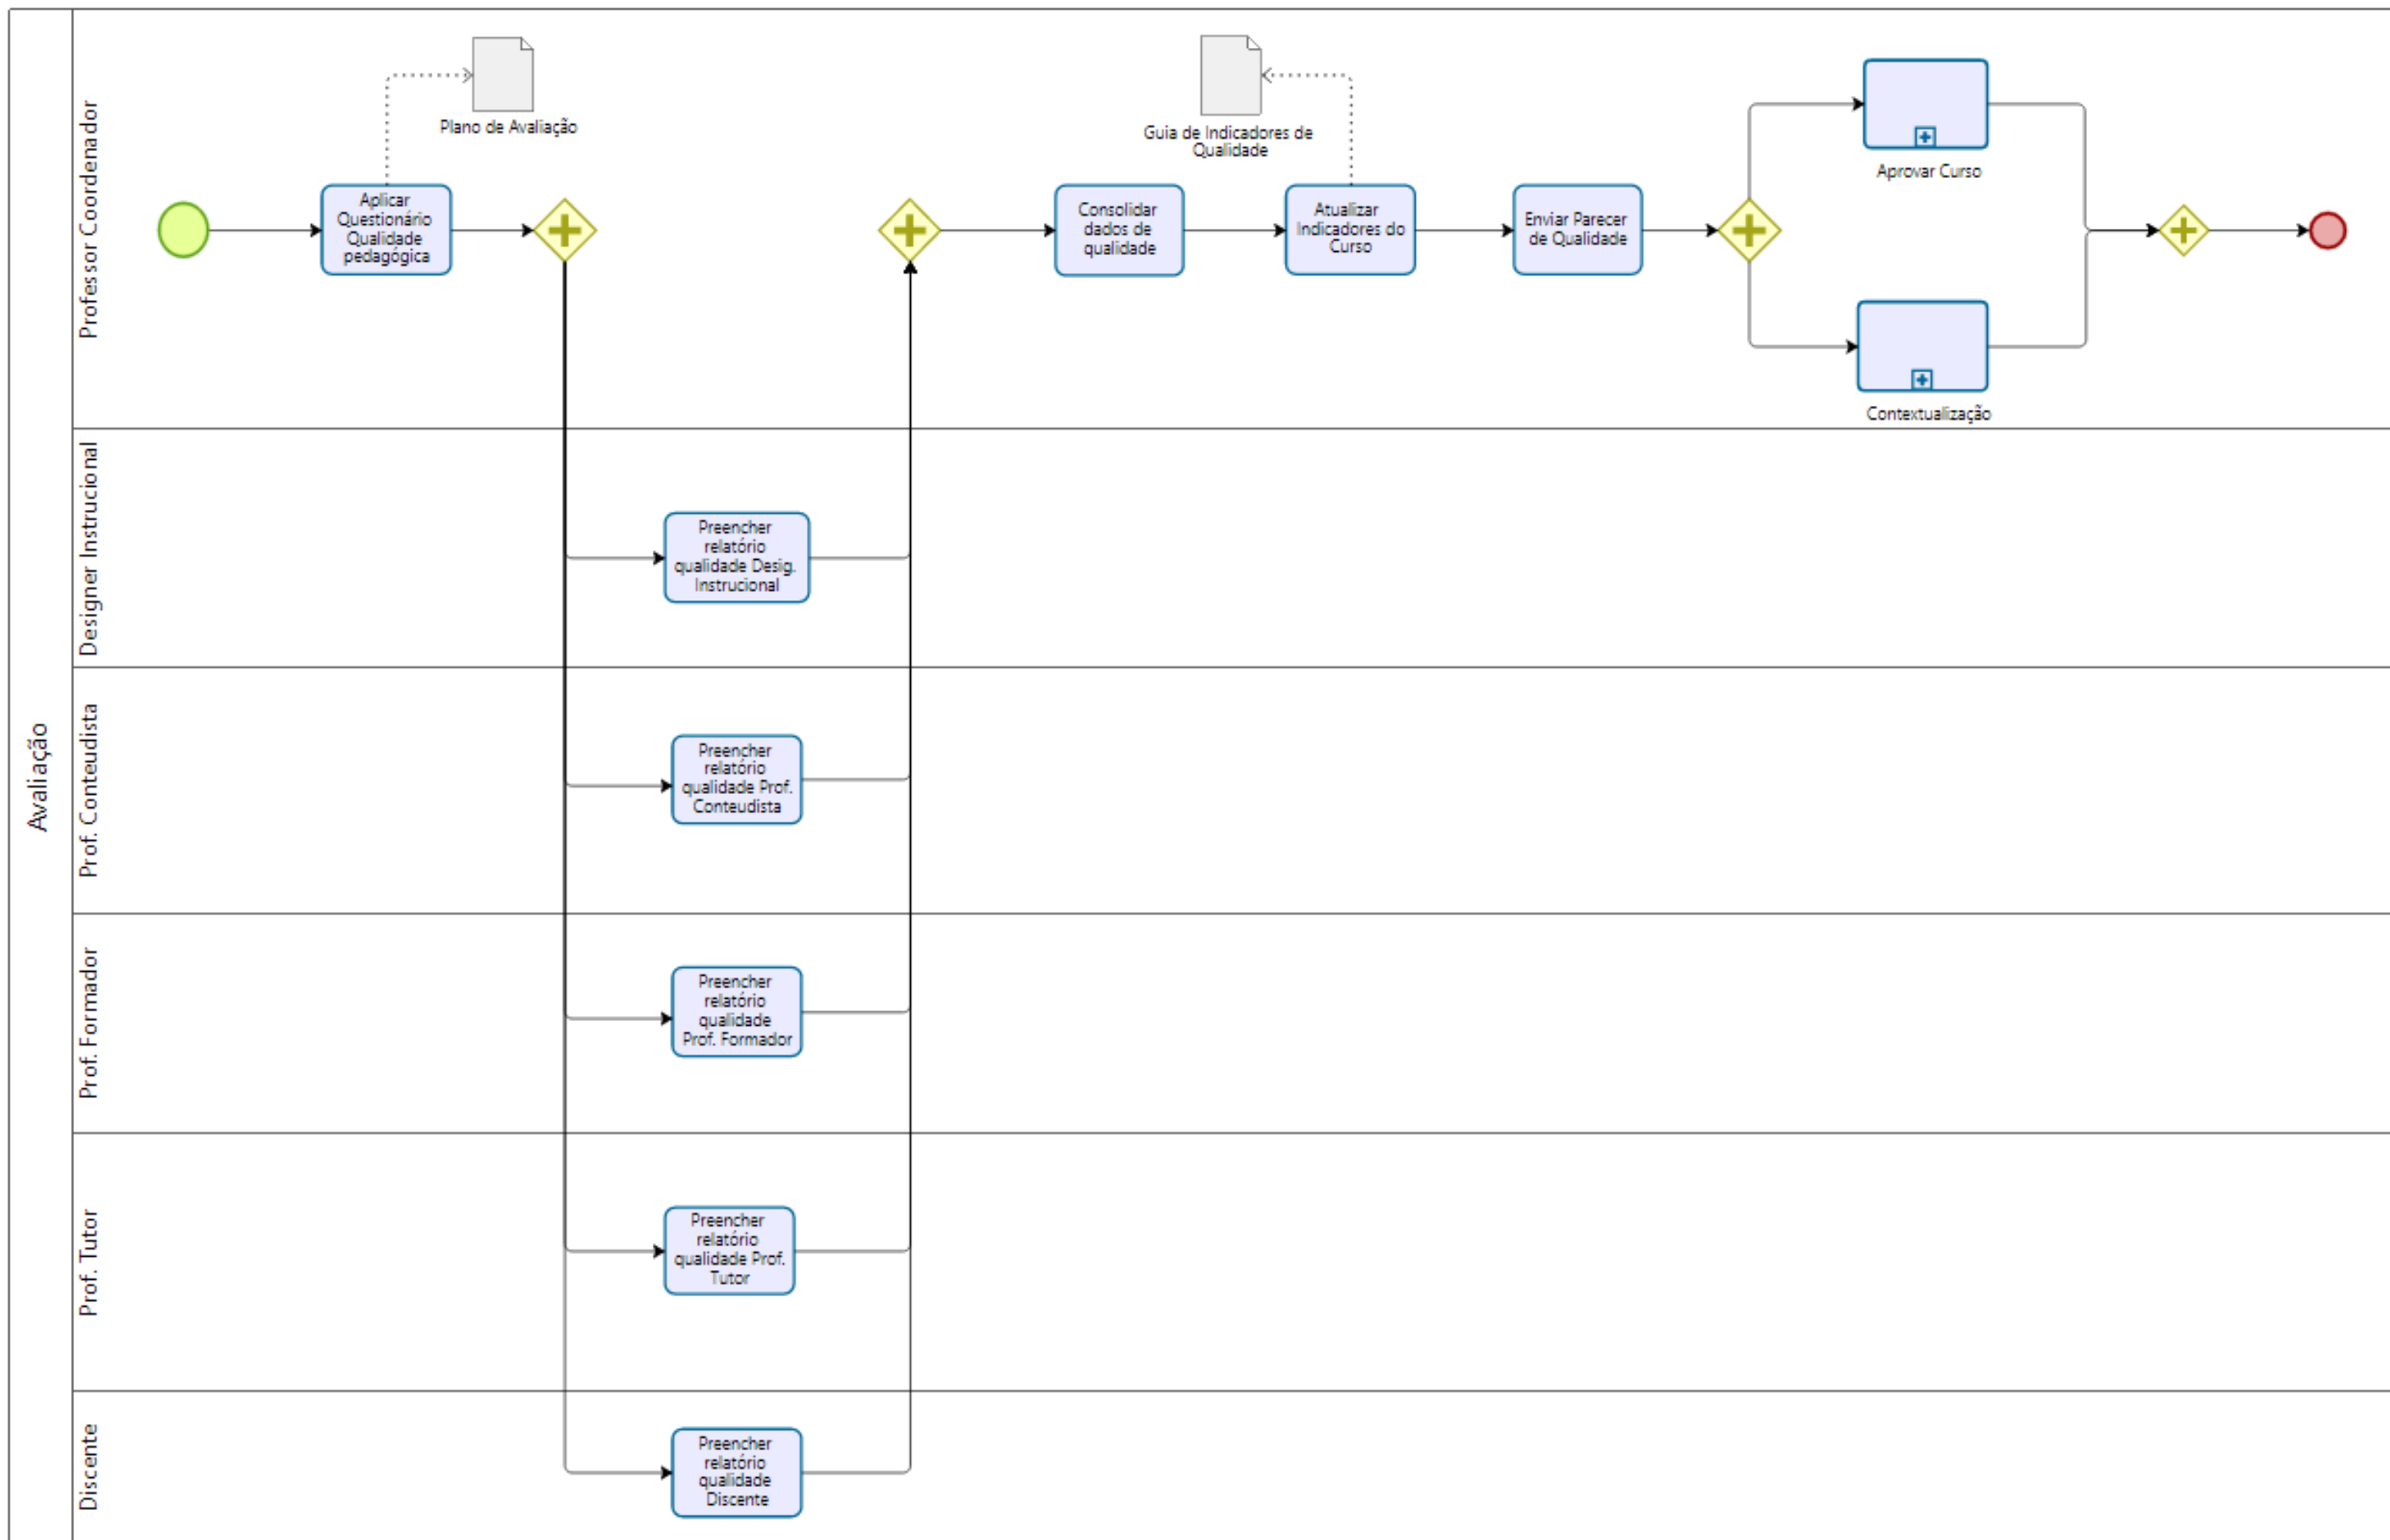 Avaliação
Professor Coordenador
Plano de Avaliação
Aplicar
Questionário
Qualidade
pedagógica
Guia de Indicadores de
Qualidade
Consolidar
dados de
qualidade
Atualizar
Indicadores do
Curso
Enviar Parecer
de Qualidade
Aprovar Curso
Contextualização
Designer Instrucional
Preencher
relatório
qualidade Desig.
Instrucional
Prof. Conteudista
Preencher
relatório
qualidade Prof.
Conteudista
Prof. Formador
Preencher
relatório
qualidade
Prof. Formador
Prof. Tutor
Preencher
relatório
qualidade Prof.
Tutor
Discente
Preencher
relatório
qualidade
Discente